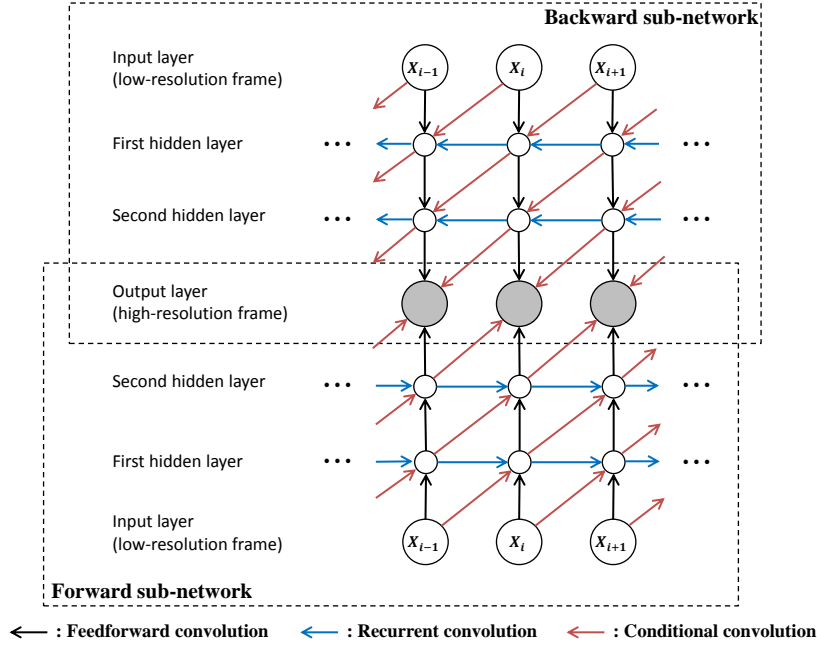 Backward sub-network
Input layer
(low-resolution frame)
X_{i-1}
X_i
X_{i+1}
First hidden layer
...
...
Second hidden layer
...
...
Output layer
(high-resolution frame)
Second hidden layer
...
...
First hidden layer
...
...
Input layer
(low-resolution frame)
X_{i-1}
X_i
X_{i+1}
Forward sub-network
: Feedforward convolution
: Recurrent convolution
: Conditional convolution